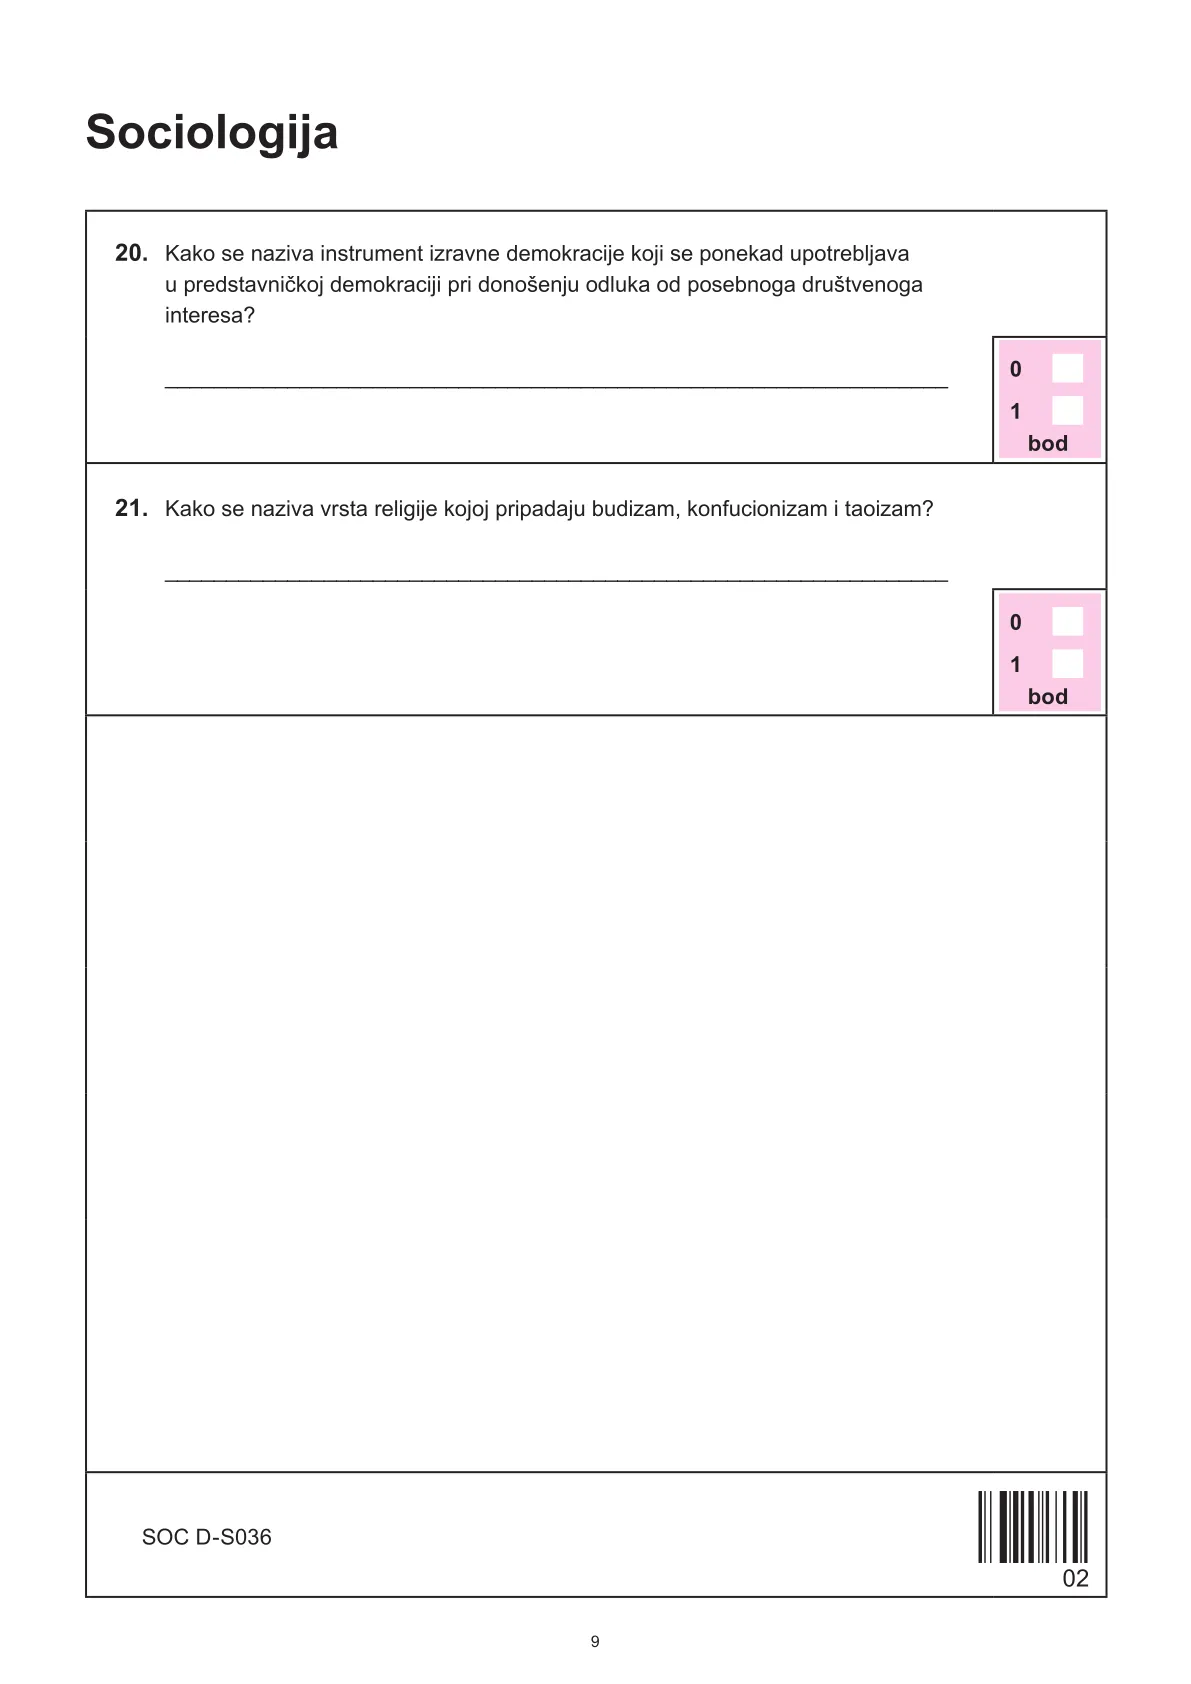 Sociologija
20. Kako se naziva instrument izravne demokracije koji se ponekad upotrebljava
u predstavničkoj demokraciji pri donošenju odluka od posebnoga društvenoga
interesa?
0
1
bod
21. Kako se naziva vrsta religije kojoj pripadaju budizam, konfucionizam i taoizam?
0
1
bod
SOC D-S036
02
9